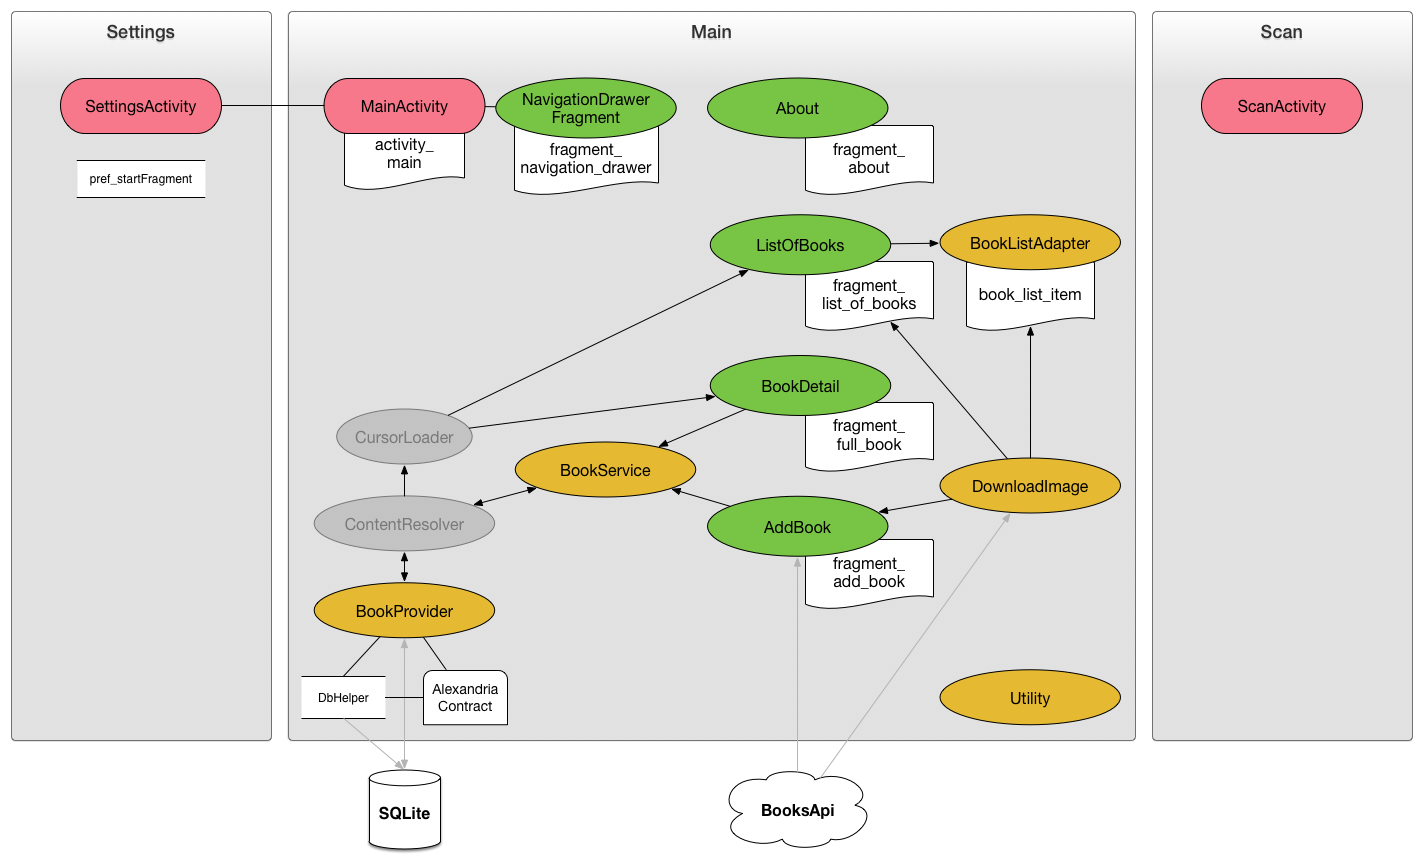 Settings
Main
Scan
SettingsActivity
MainActivity
NavigationDrawer
Fragment
About
ScanActivity
activity_
main
fragment_
navigation_drawer
fragment_
about
pref_startFragment
ListOfBooks
BookListAdapter
fragment_
list_of_books
book_list_item
BookDetail
fragment_
full_book
CursorLoader
BookService
DownloadImage
ContentResolver
AddBook
fragment_
add_book
BookProvider
DbHelper
Alexandria
Contract
Utility
SQLite
BooksApi